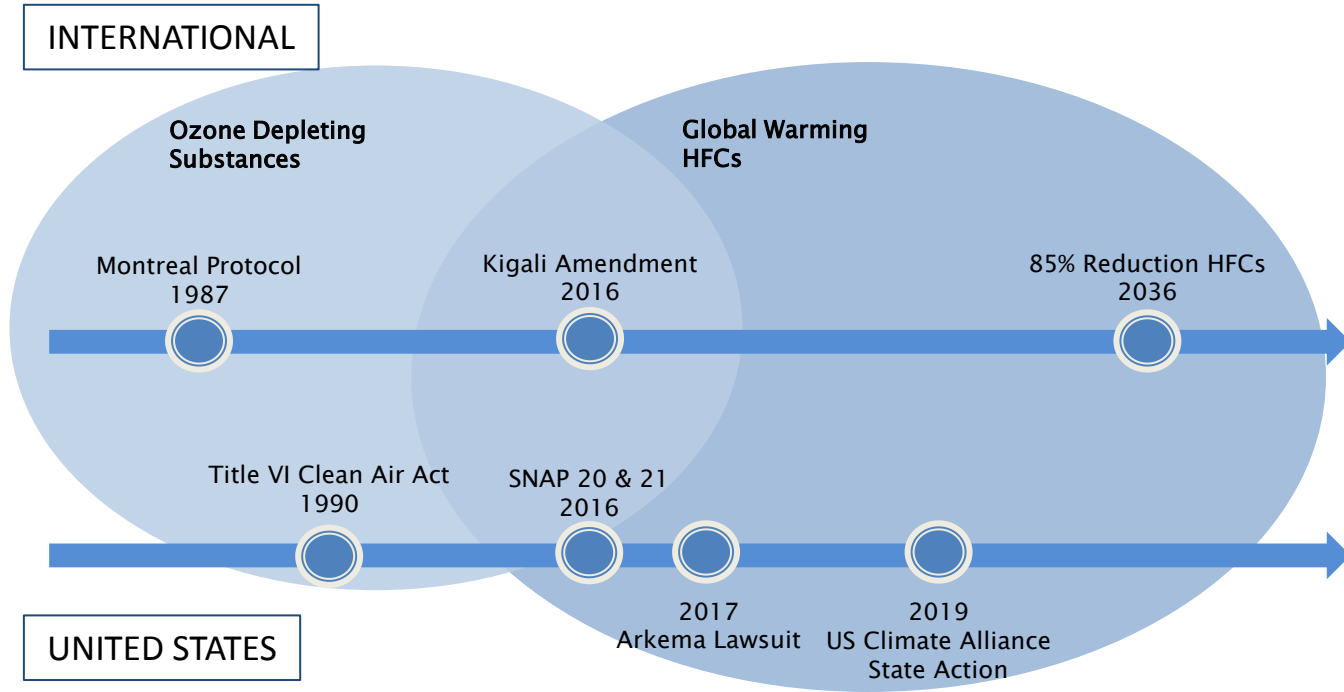 INTERNATIONAL
Ozone Depleting
Substances
Global Warming
HFCs
Montreal Protocol
1987
Kigali Amendment
2016
85% Reduction HFCs
2036
Title VI Clean Air Act
1990
SNAP 20 & 21
2016
2017
Arkema Lawsuit
2019
US Climate Alliance
State Action
UNITED STATES